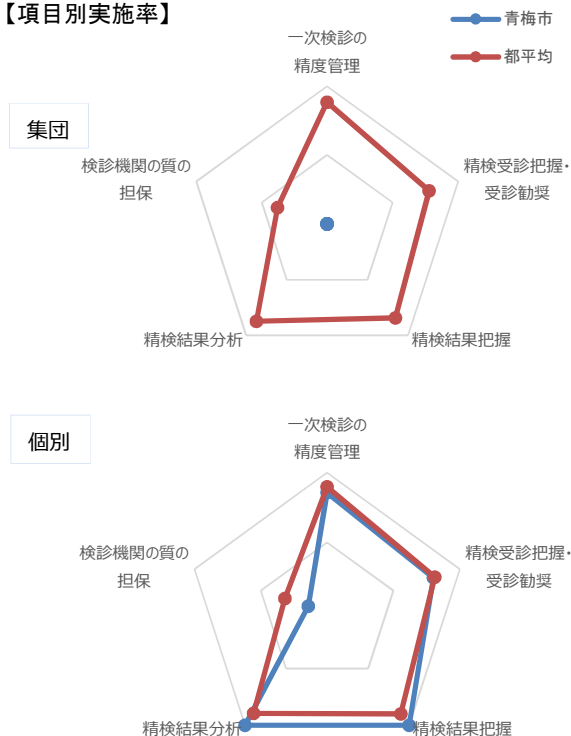 【項目別実施率】
青梅市
都平均
集団
一次検診の
精度管理
精検受診把握・
受診勧奨
精検結果把握
精検結果分析
検診機関の質の
担保
個別
一次検診の
精度管理
精検受診把握・
受診勧奨
精検結果把握
精検結果分析
検診機関の質の
担保